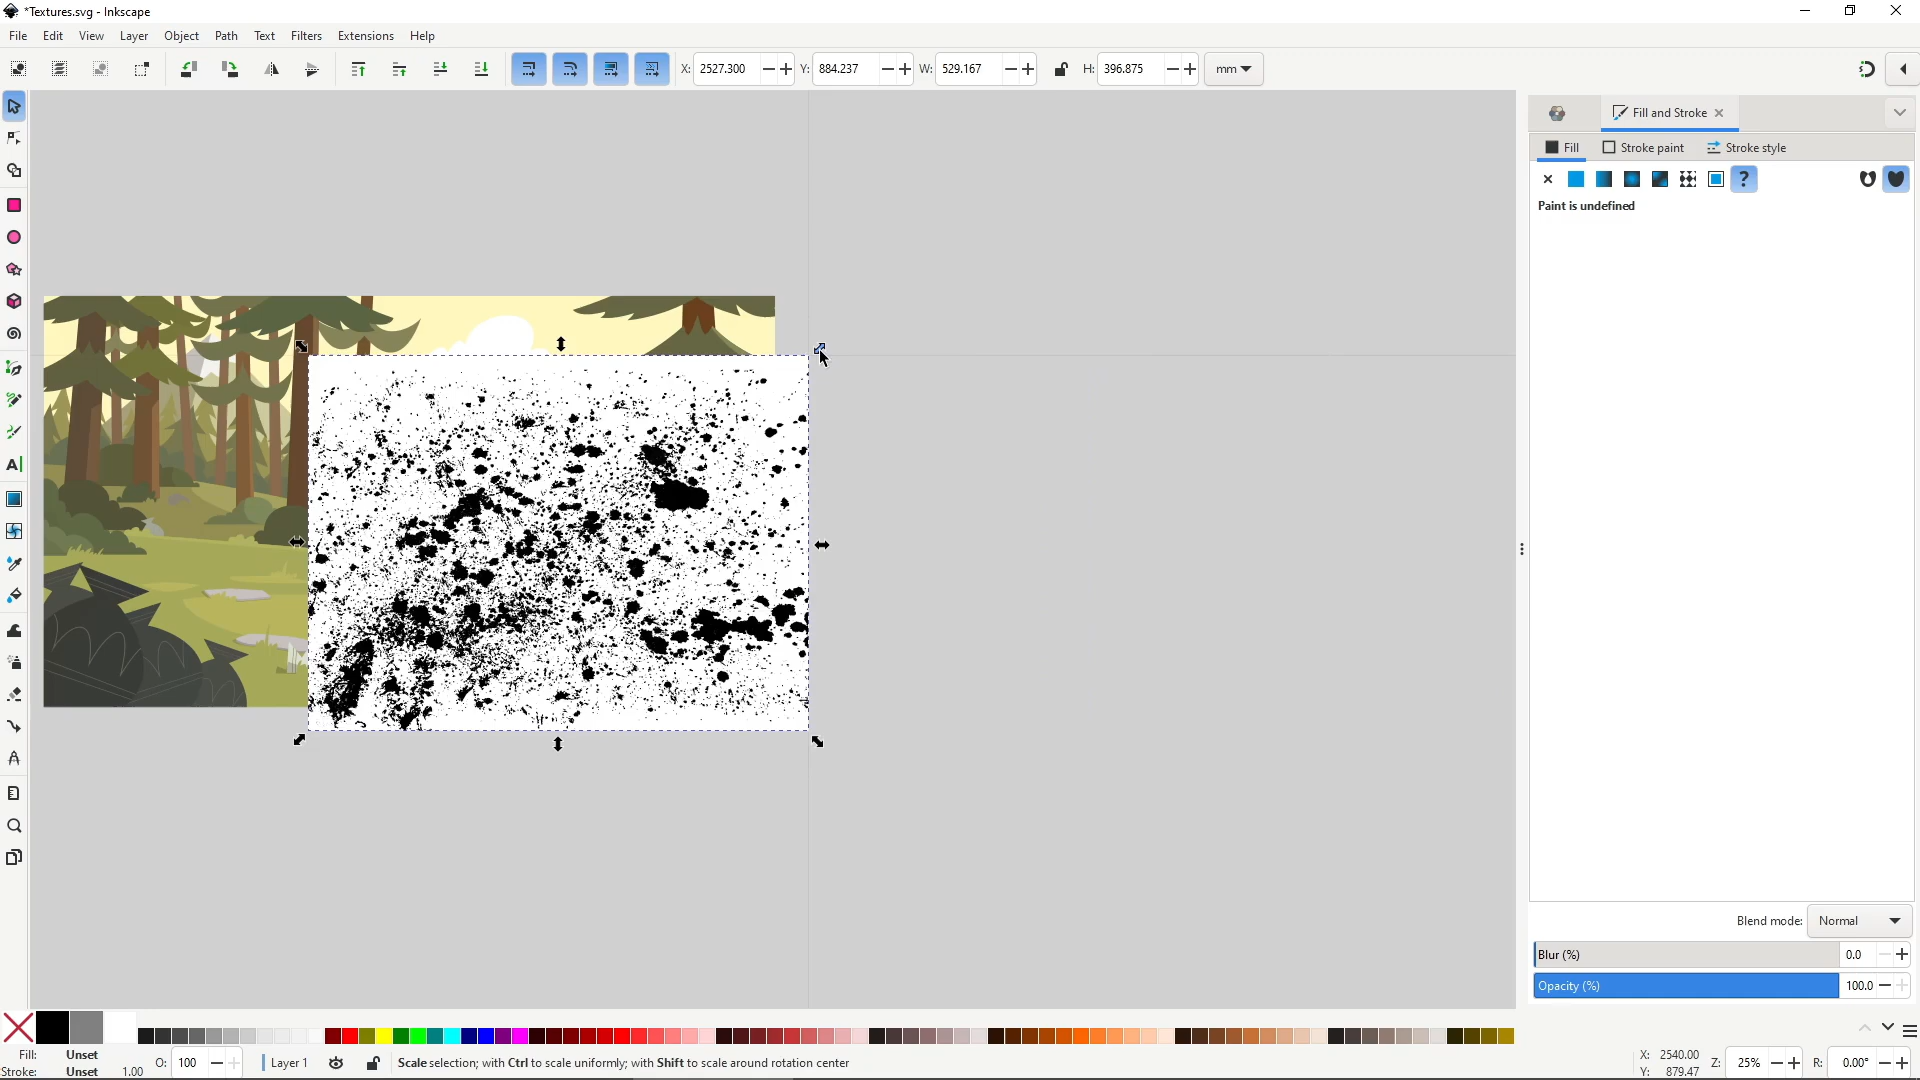 *Textures.svg - Inkscape
File Edit View Layer Object Path Text Filters Extensions Help
X: 2527.300 Y: 884.237 W: 529.167 H: 396.875 mm
Fill and Stroke
Fill Stroke paint Stroke style
?
Paint is undefined
Blend mode: Normal
Blur (%) 0.0
Opacity (%) 100.0
Fill: Unset
Stroke: Unset 1.00
O: 100
Layer 1
Scale selection; with Ctrl to scale uniformly; with Shift to scale around rotation center
X: 2540.00
Y: 879.47
Z: 25%
R: 0.00°